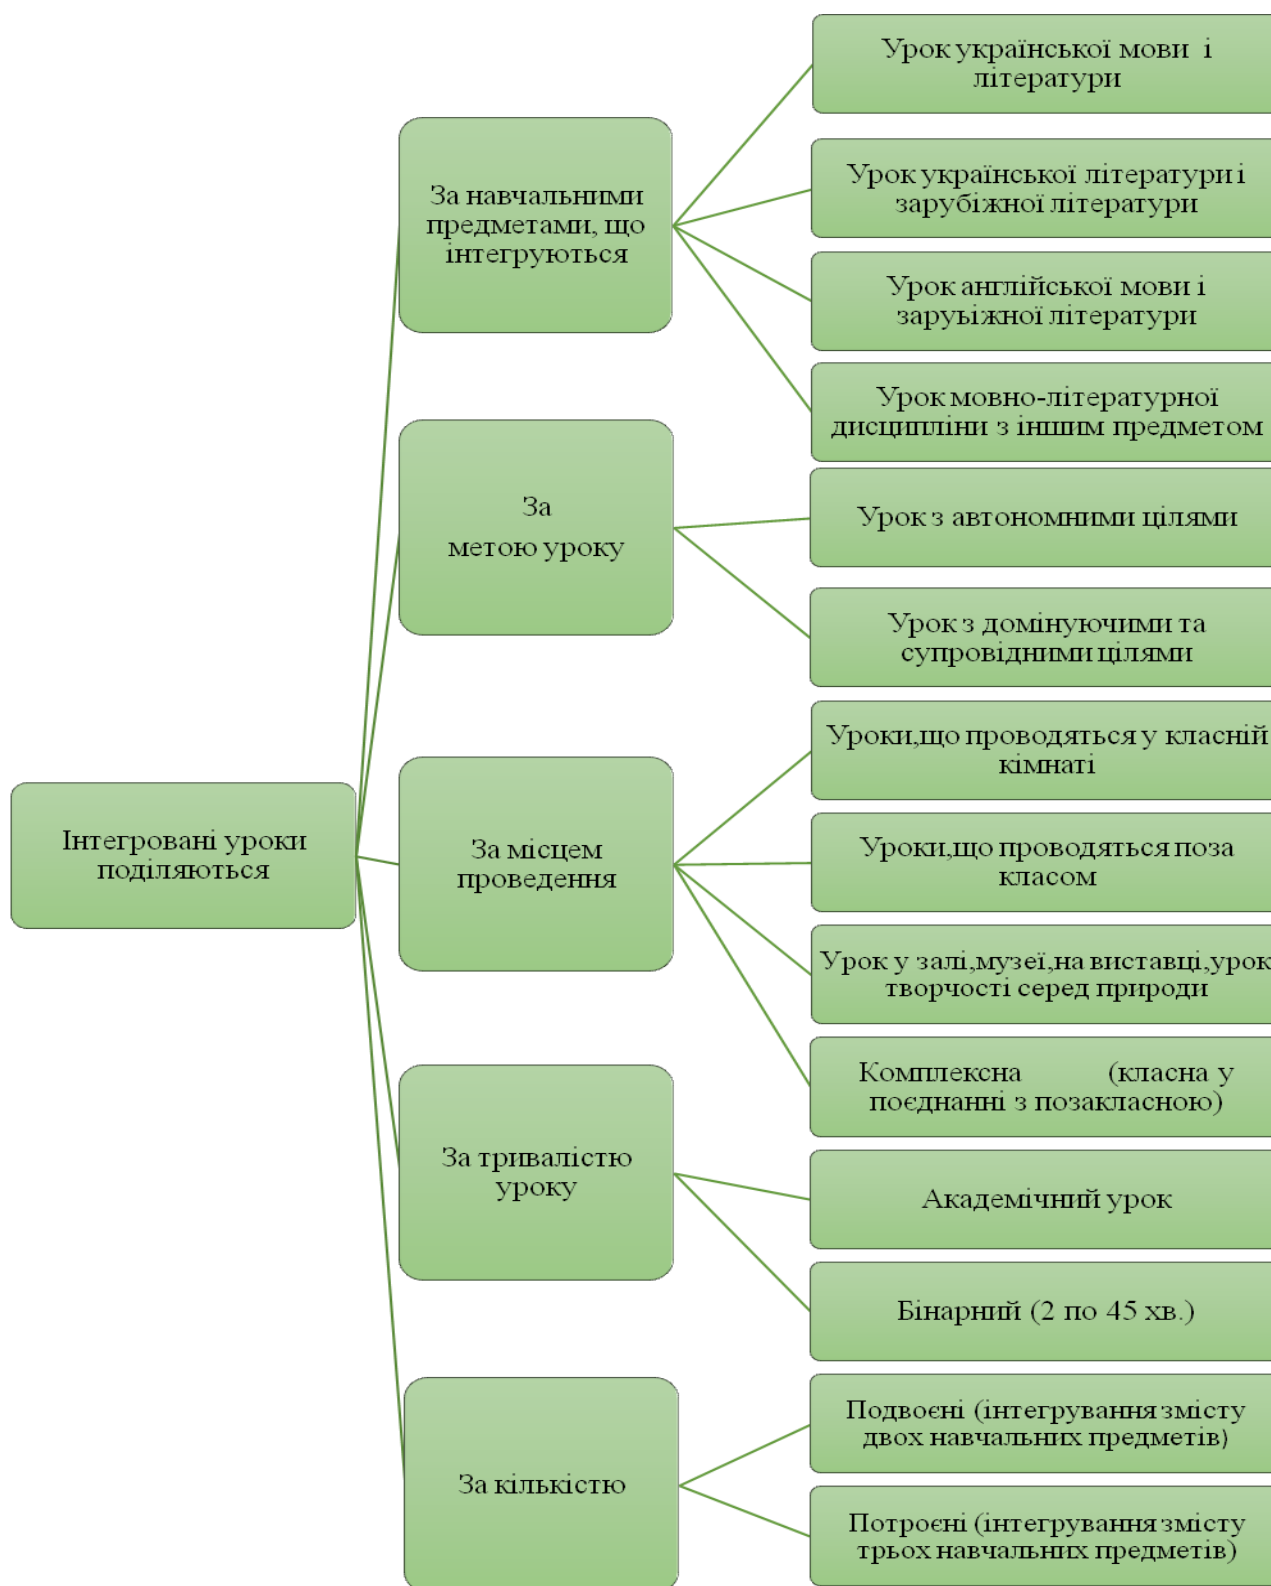 Інтегровані уроки
поділяються
За навчальними
предметами, що
інтегруються
Урок української мови і
літератури
Урок української літератури і
зарубіжної літератури
Урок англійської мови і
заруьіжної літератури
Урок мовно-літературної
дисципліни з іншим предметом
За
метою уроку
Урок з автономними цілями
Урок з домінуючими та
супровідними цілями
За місцем
проведення
Уроки,що проводяться у класній
кімнаті
Уроки,що проводяться поза
класом
Урок у залі,музеї,на виставці,урок
творчості серед природи
Комплексна (класна у
поєднанні з позакласною)
За тривалістю
уроку
Академічний урок
Бінарний (2 по 45 хв.)
За кількістю
Подвоєні (інтегрування змісту
двох навчальних предметів)
Потроєні (інтегрування змісту
трьох навчальних предметів)